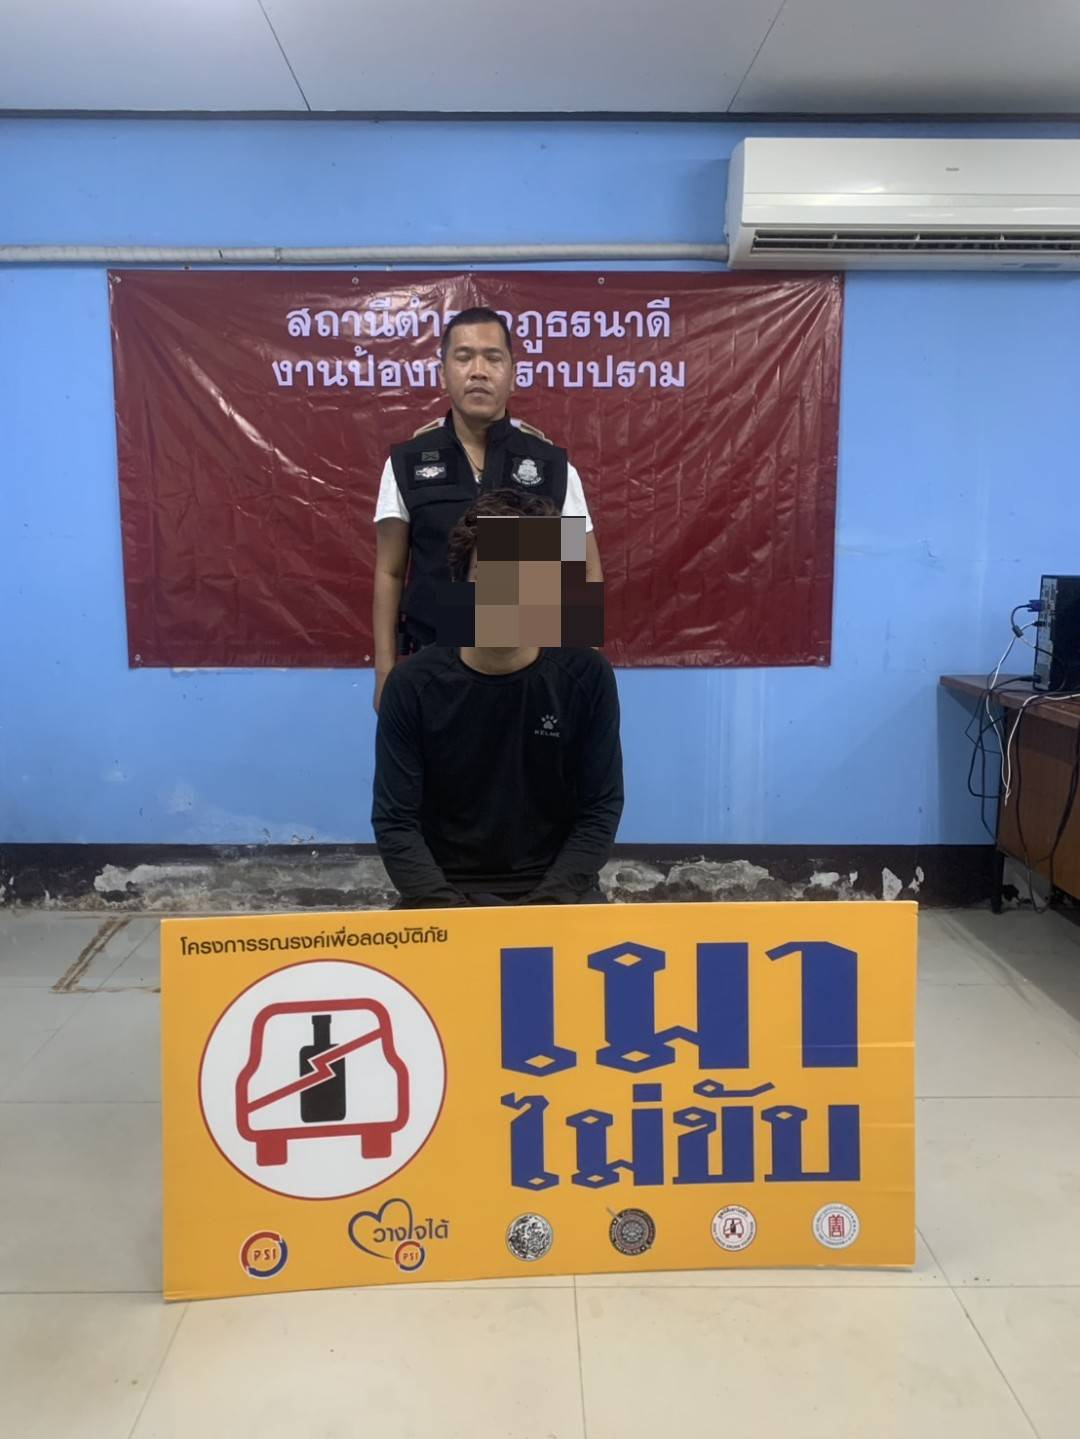 สถานีตำ ภูธรนาดี
งานป้องกั ราบปราม
KELME
โครงการรณรงค์เพื่อลดอุบัติภัย
เมา
ไม่ขับ
PSI
วางใจได้
PSI